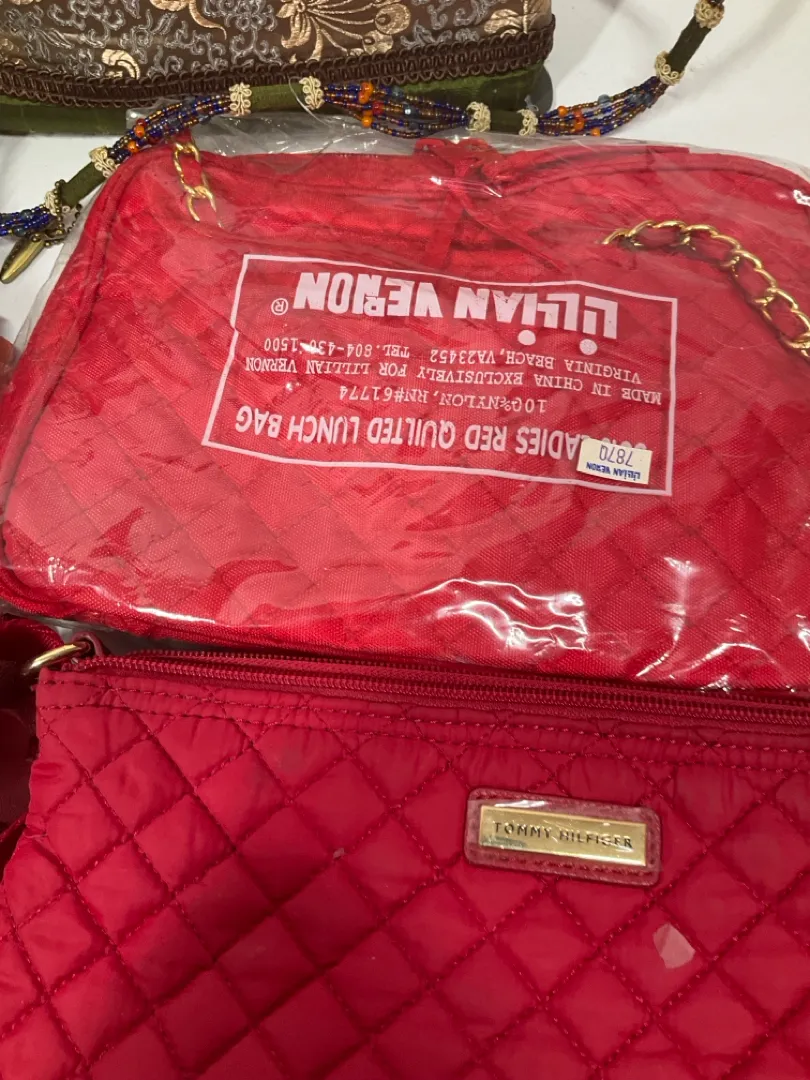 LILLIAN VERNON ®
VIRGINIA BEACH, VA23452 TEL. 804-430-1500
MADE IN CHINA EXCLUSIVELY FOR LILLIAN VERNON
100%NYLON, RN#61774
LADIES RED QUILTED LUNCH BAG
LILLIAN VERNON
7870
TOMMY HILFIGER